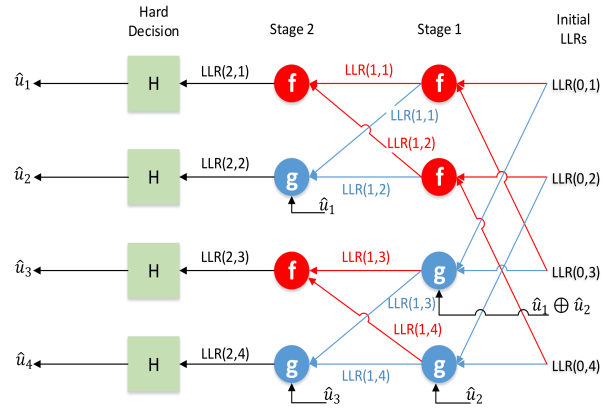 Hard
Decision
Stage 2
Stage 1
Initial
LLRs
û₁
H
LLR(2,1)
f
LLR(1,1)
f
LLR(0,1)
LLR(1,1)
LLR(1,2)
û₂
H
LLR(2,2)
g
LLR(1,2)
f
LLR(0,2)
û₁
û₃
H
LLR(2,3)
f
LLR(1,3)
g
LLR(0,3)
LLR(1,3)
û₁ ⊕ û₂
LLR(1,4)
û₄
H
LLR(2,4)
g
LLR(1,4)
g
LLR(0,4)
û₃
û₂